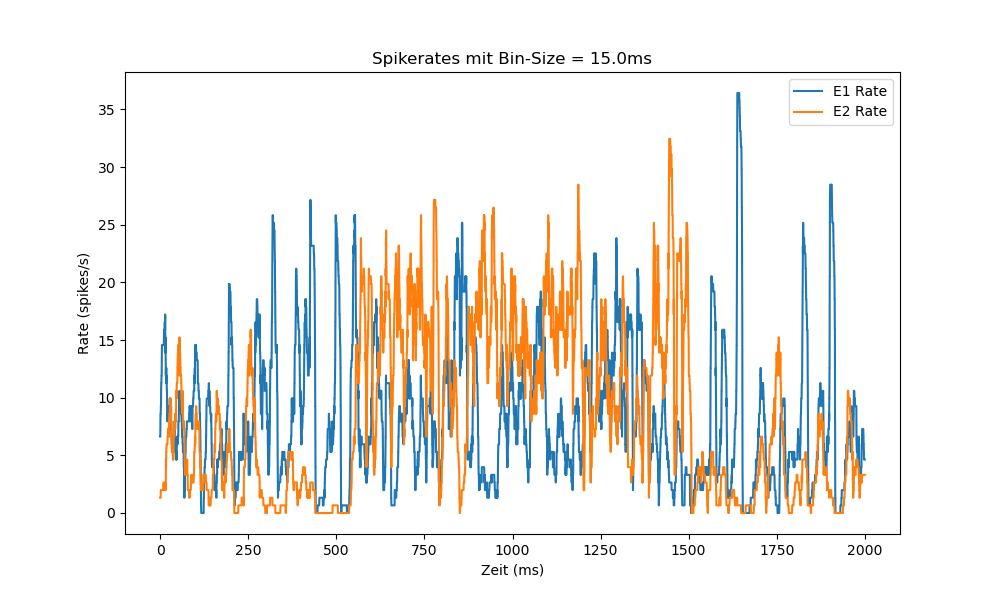 Spikerates mit Bin-Size = 15.0ms
E1 Rate
E2 Rate
Rate (spikes/s)
35
30
25
20
15
10
5
0
0 250 500 750 1000 1250 1500 1750 2000
Zeit (ms)